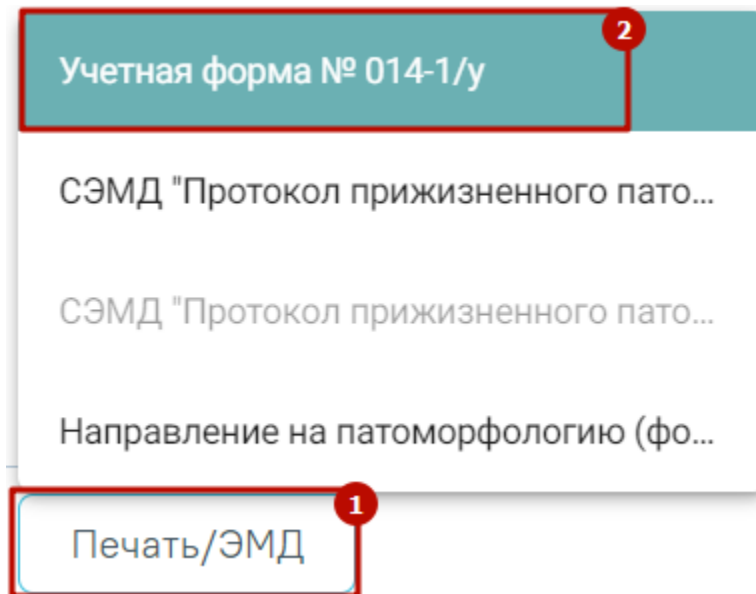 2
Учетная форма № 014-1/у
СЭМД "Протокол прижизненного пато...
СЭМД "Протокол прижизненного пато...
Направление на патоморфологию (фо...
1
Печать/ЭМД